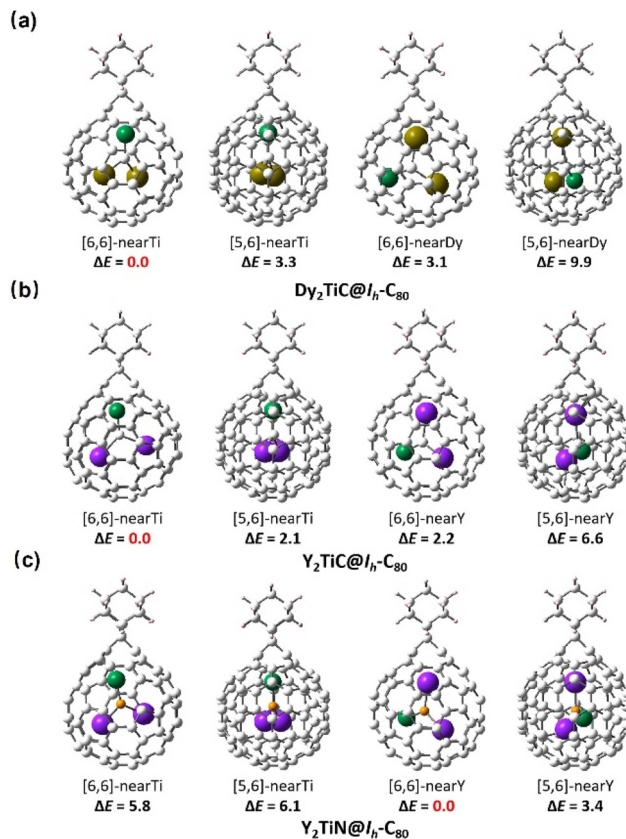 (a)
[6,6]-nearTi [5,6]-nearTi [6,6]-nearDy [5,6]-nearDy
ΔE = 0.0 ΔE = 3.3 ΔE = 3.1 ΔE = 9.9
Dy₂TiC@Iₕ-C₈₀
(b)
[6,6]-nearTi [5,6]-nearTi [6,6]-nearY [5,6]-nearY
ΔE = 0.0 ΔE = 2.1 ΔE = 2.2 ΔE = 6.6
Y₂TiC@Iₕ-C₈₀
(c)
[6,6]-nearTi [5,6]-nearTi [6,6]-nearY [5,6]-nearY
ΔE = 5.8 ΔE = 6.1 ΔE = 0.0 ΔE = 3.4
Y₂TiN@Iₕ-C₈₀